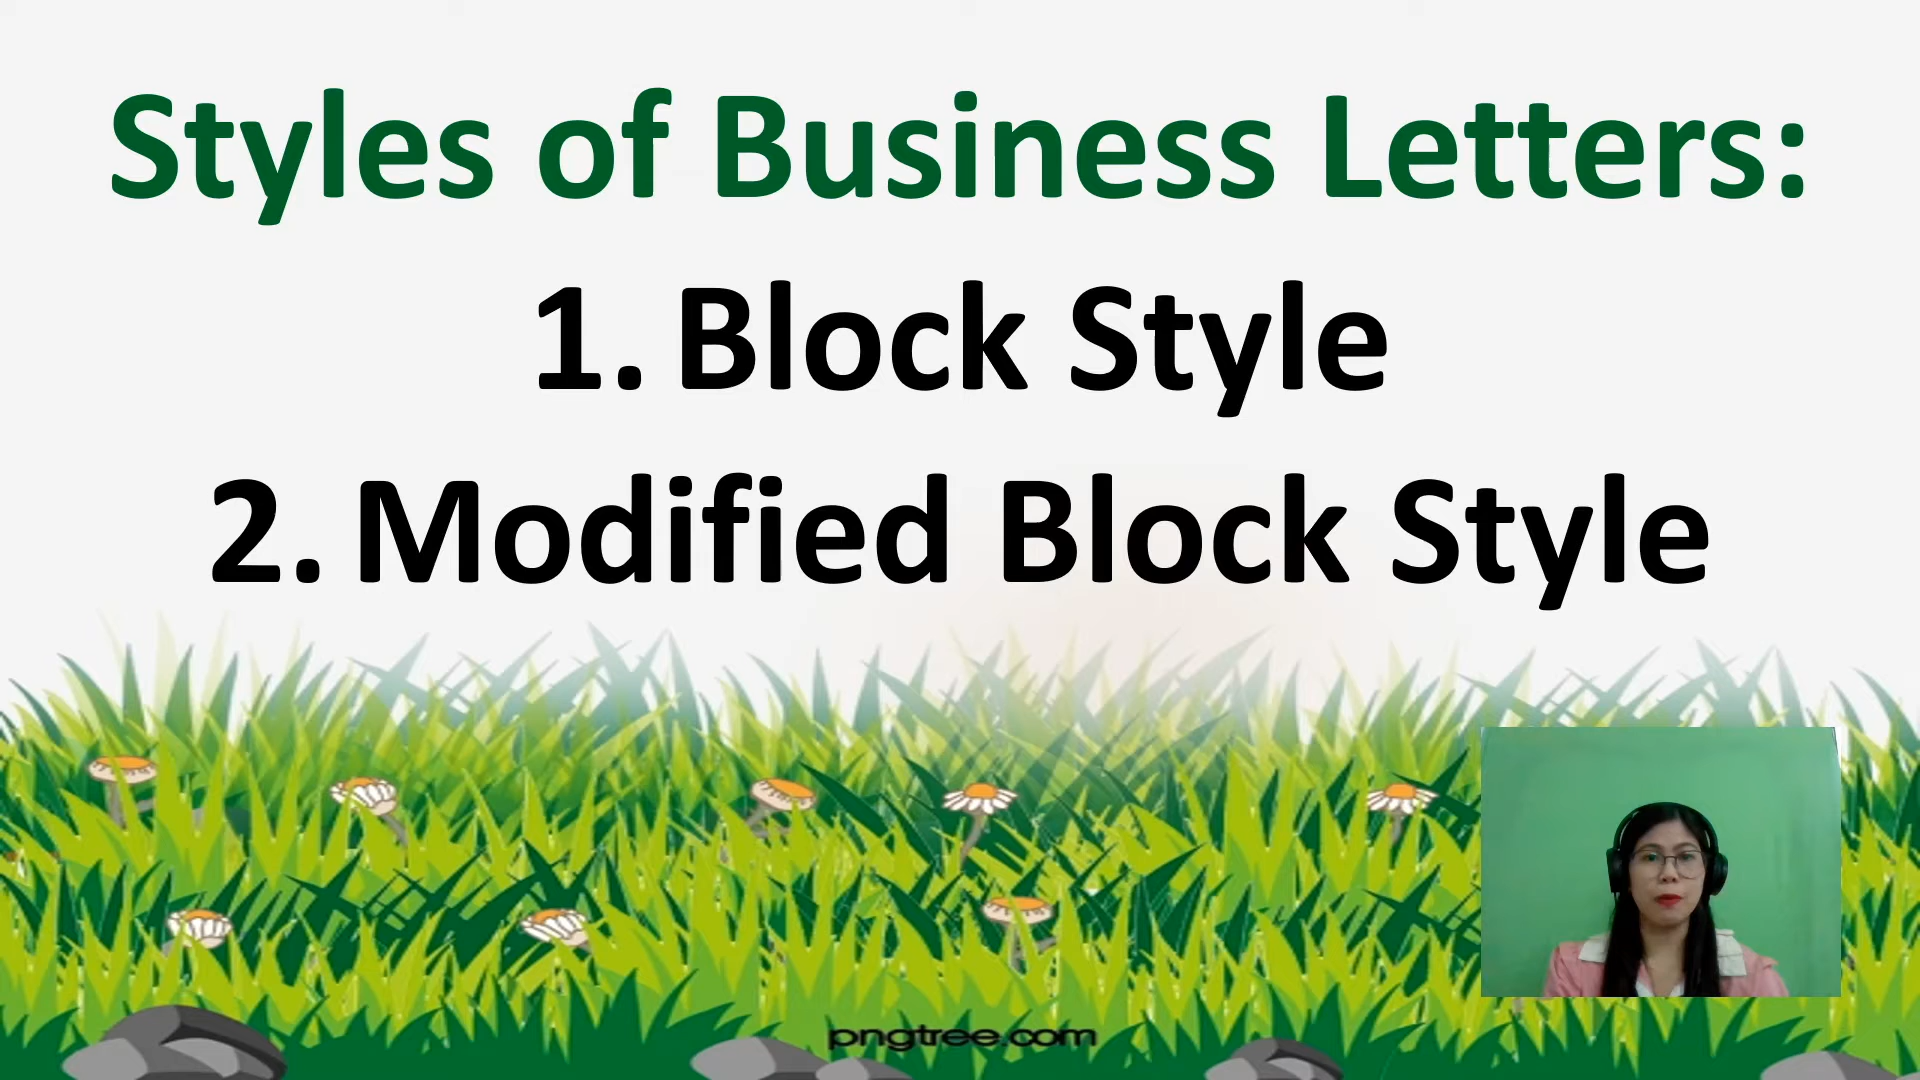 Styles of Business Letters:
1. Block Style
2. Modified Block Style
pngtree.com